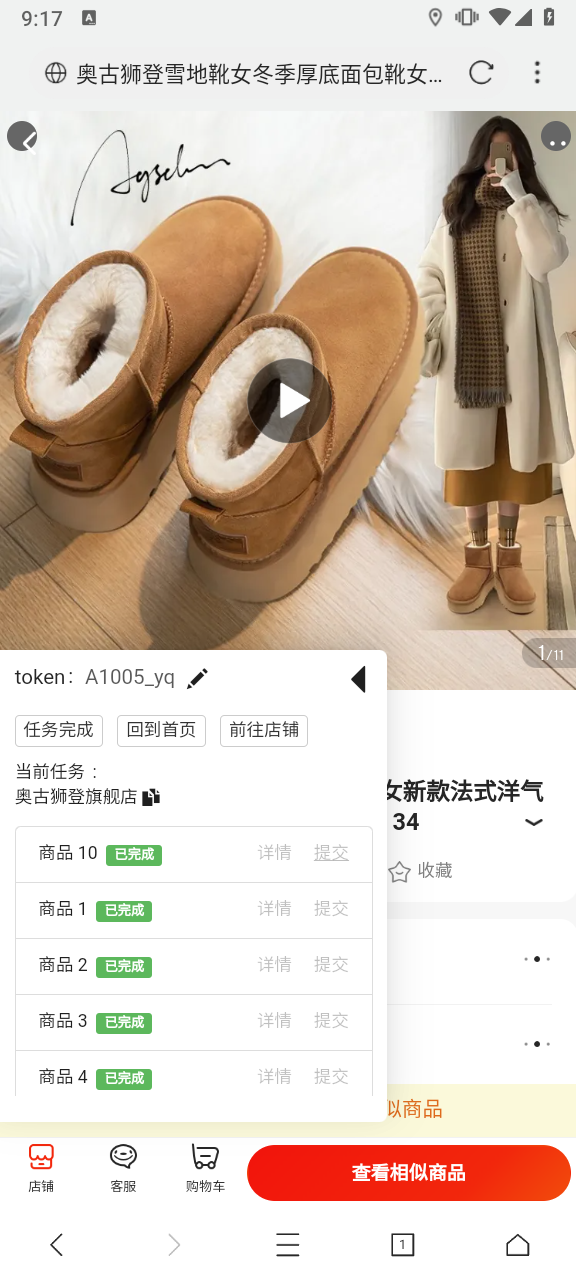 9:17
A
奥古狮登雪地靴女冬季厚底面包靴女...
1/11
token: A1005_yq
任务完成 回到首页 前往店铺
当前任务：
奥古狮登旗舰店
女新款法式洋气
34
收藏
商品 10 已完成 详情 提交
商品 1 已完成 详情 提交
商品 2 已完成 详情 提交
商品 3 已完成 详情 提交
商品 4 已完成 详情 提交
似商品
店铺 客服 购物车 查看相似商品
1